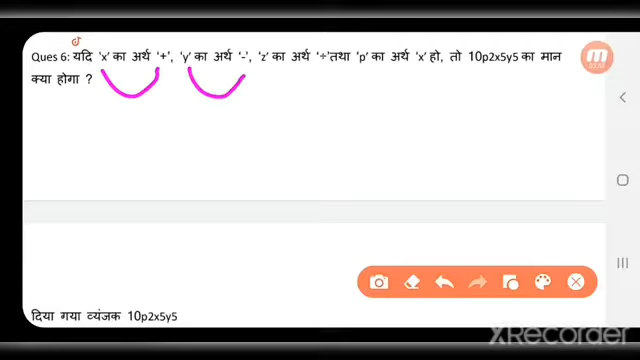 Ques 6: यदि 'x' का अर्थ '+', 'y' का अर्थ '-', 'z' का अर्थ '÷'तथा 'p' का अर्थ 'x' हो, तो 10p2x5y5 का मान
क्या होगा ?
दिया गया व्यंजक 10p2x5y5
XRecorder